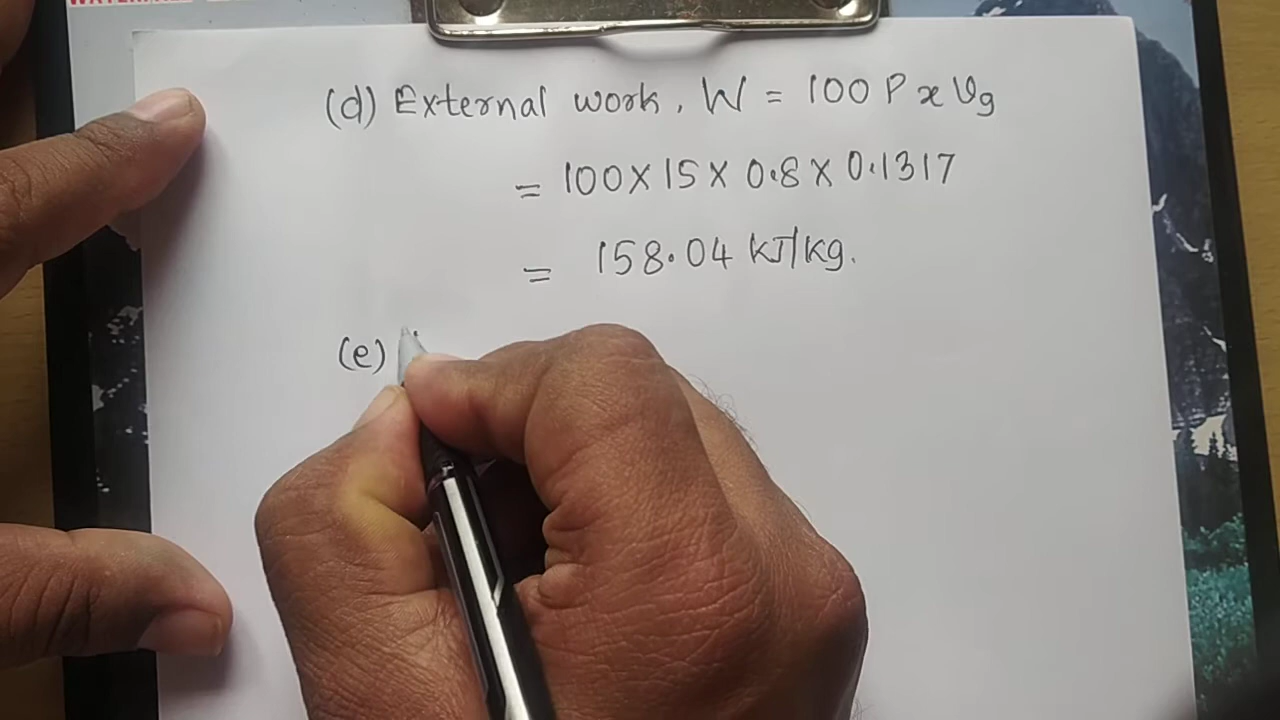 (d) External work, W = 100 P x vg
= 100 X 15 X 0.8 X 0.1317
= 158.04 kJ/kg.
(e)